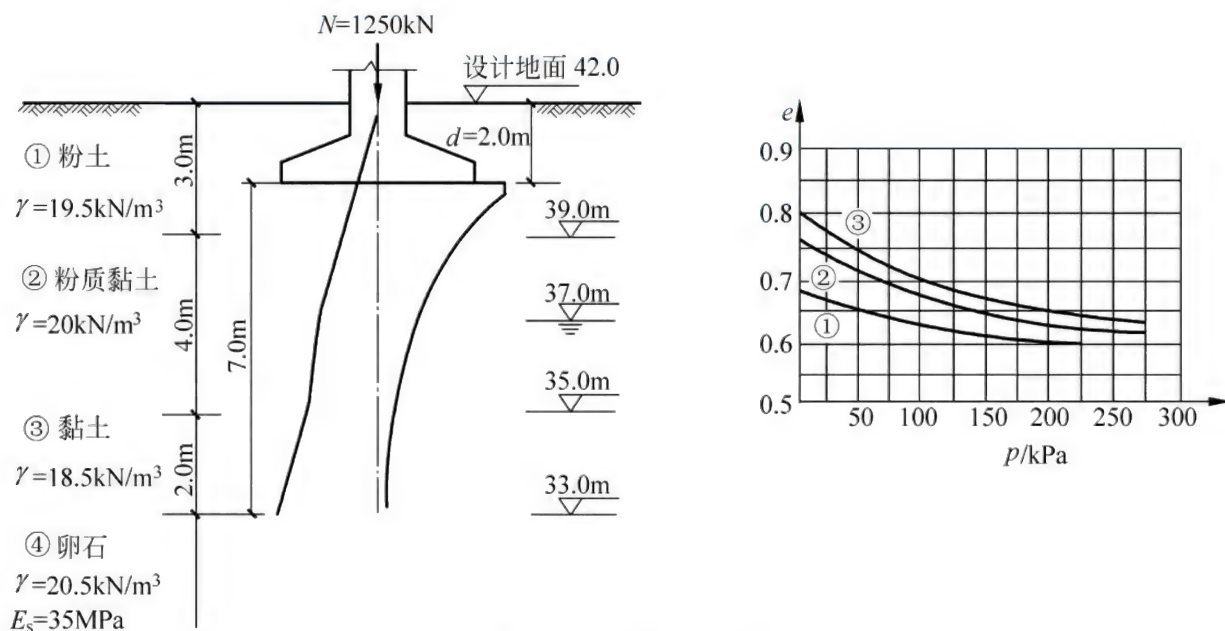 N=1250kN
设计地面 42.0
d=2.0m
① 粉土
γ=19.5kN/m³
3.0m
39.0m
② 粉质黏土
γ=20kN/m³
4.0m
7.0m
37.0m
35.0m
③ 黏土
γ=18.5kN/m³
2.0m
33.0m
④ 卵石
γ=20.5kN/m³
Eₛ=35MPa
e
0.9
0.8
0.7
0.6
0.5
③
②
①
50 100 150 200 250 300
p/kPa